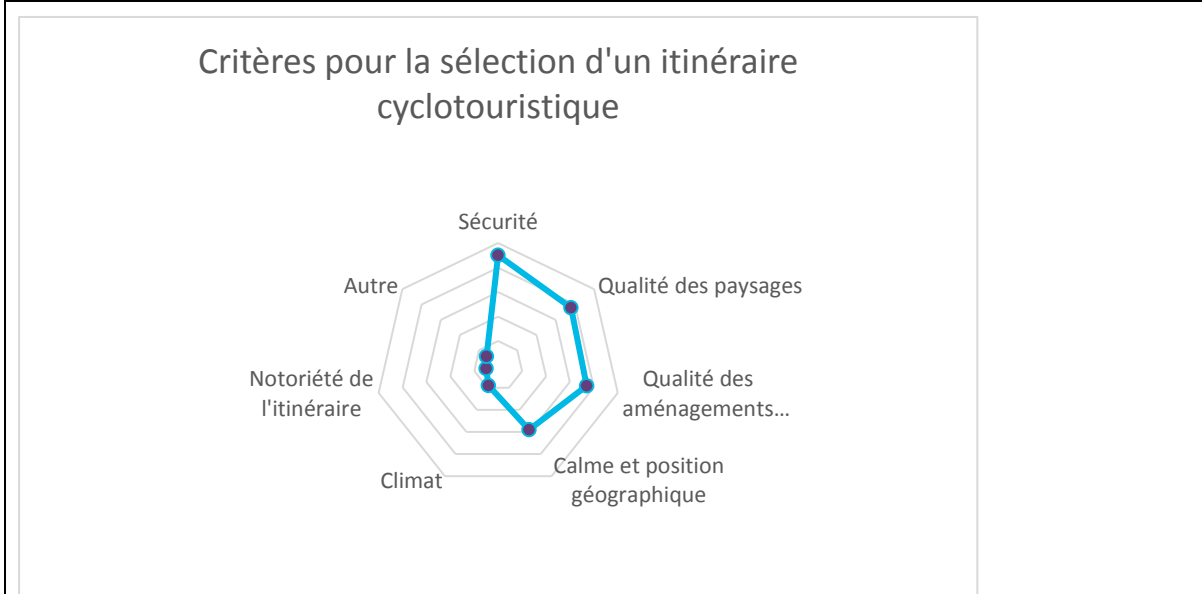 Critères pour la sélection d'un itinéraire
cyclotouristique
Sécurité
Qualité des paysages
Qualité des
aménagements…
Calme et position
géographique
Climat
Notoriété de
l'itinéraire
Autre